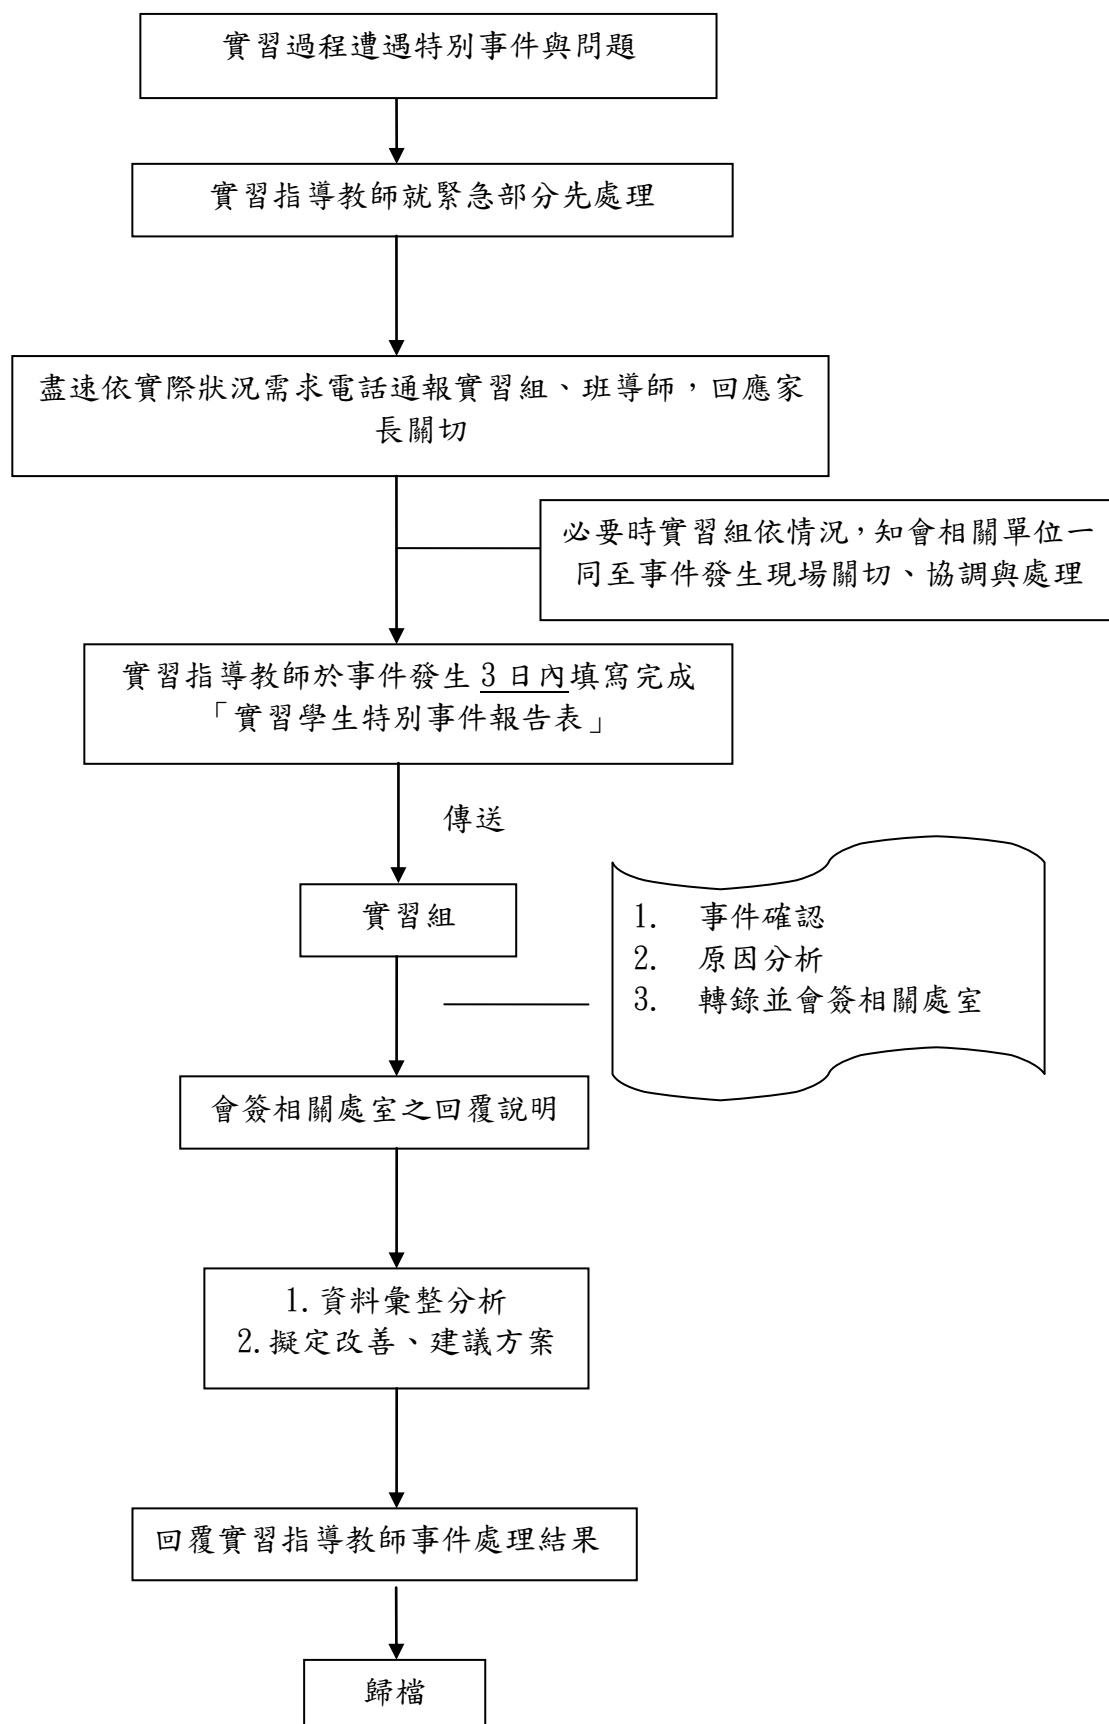 實習過程遭遇特別事件與問題
實習指導教師就緊急部分先處理
盡速依實際狀況需求電話通報實習組、班導師，回應家
長關切
必要時實習組依情況，知會相關單位一
同至事件發生現場關切、協調與處理
實習指導教師於事件發生 3 日內填寫完成
「實習學生特別事件報告表」
傳送
實習組
1. 事件確認
2. 原因分析
3. 轉錄並會簽相關處室
會簽相關處室之回覆說明
1.資料彙整分析
2.擬定改善、建議方案
回覆實習指導教師事件處理結果
歸檔